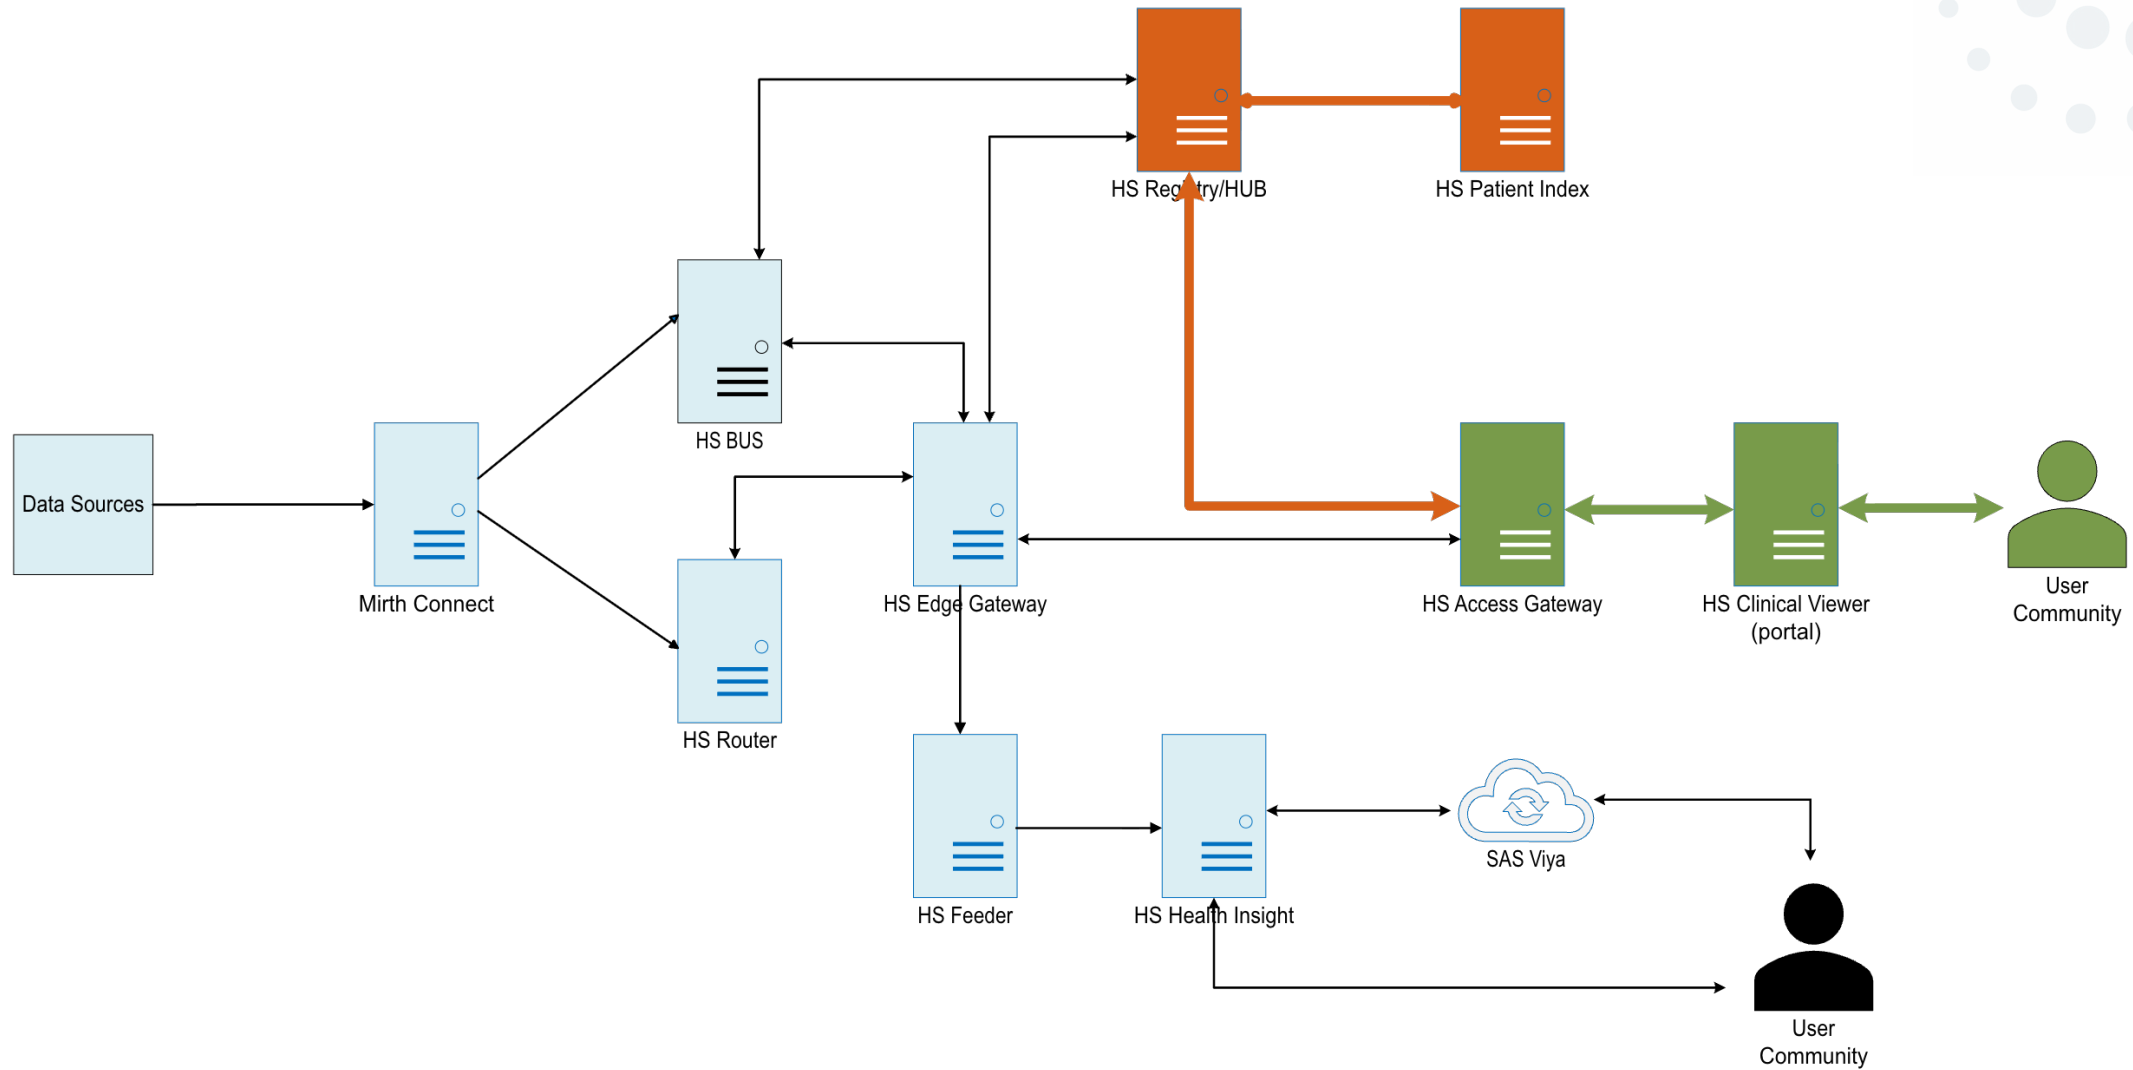 HS Registry/HUB
HS Patient Index
HS BUS
Data Sources
Mirth Connect
HS Edge Gateway
HS Access Gateway
HS Clinical Viewer
(portal)
User
Community
HS Router
HS Feeder
HS Health Insight
SAS Viya
User
Community